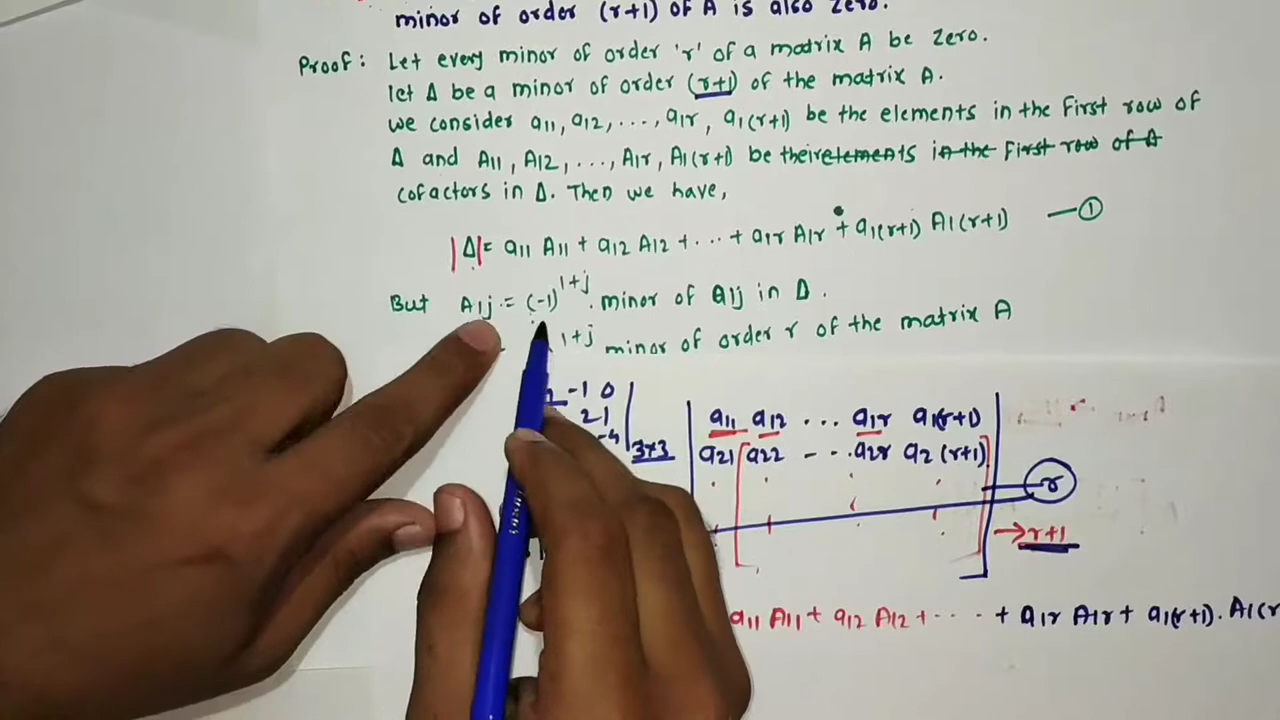 minor of order (r+1) of A is also zero.
Proof: Let every minor of order 'r' of a matrix A be zero.
let Δ be a minor of order (r+1) of the matrix A.
we consider a11, a12, ..., a1r, a1(r+1) be the elements in the First row of
Δ and A11, A12, ..., A1r, A1(r+1) be their elements in the First row of Δ
cofactors in Δ. Then we have,
|Δ| = a11 A11 + a12 A12 + ... + a1r A1r + a1(r+1) A1(r+1) — ①
But A1j = (-1)^1+j . minor of a1j in Δ.
1+j minor of order r of the matrix A
-1 0
2 1
-4
3×3
a11 a12 ... a1r a1(r+1)
a21 a22 - - .. a2r a2(r+1)
r
→ r+1
a11 A11 + a12 A12 + .... + a1r A1r + a1(r+1). A1(r